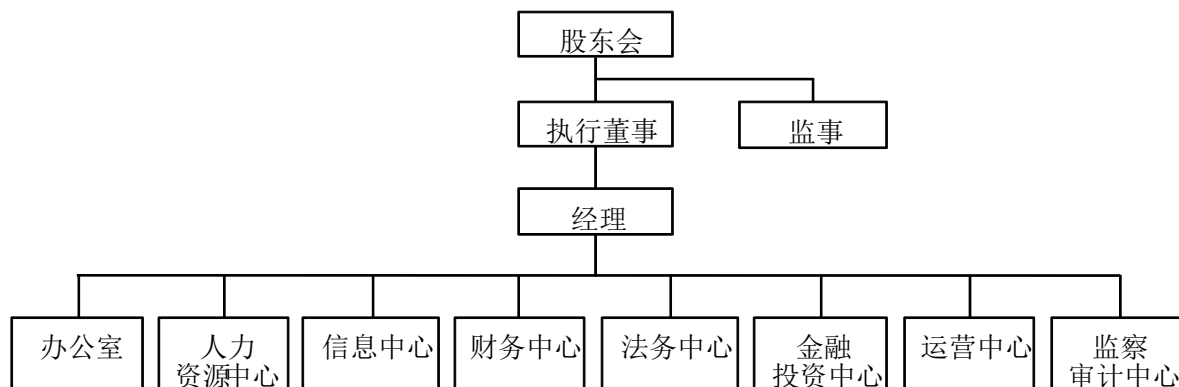 股东会
执行董事
监事
经理
办公室
人力
资源中心
信息中心
财务中心
法务中心
金融
投资中心
运营中心
监察
审计中心